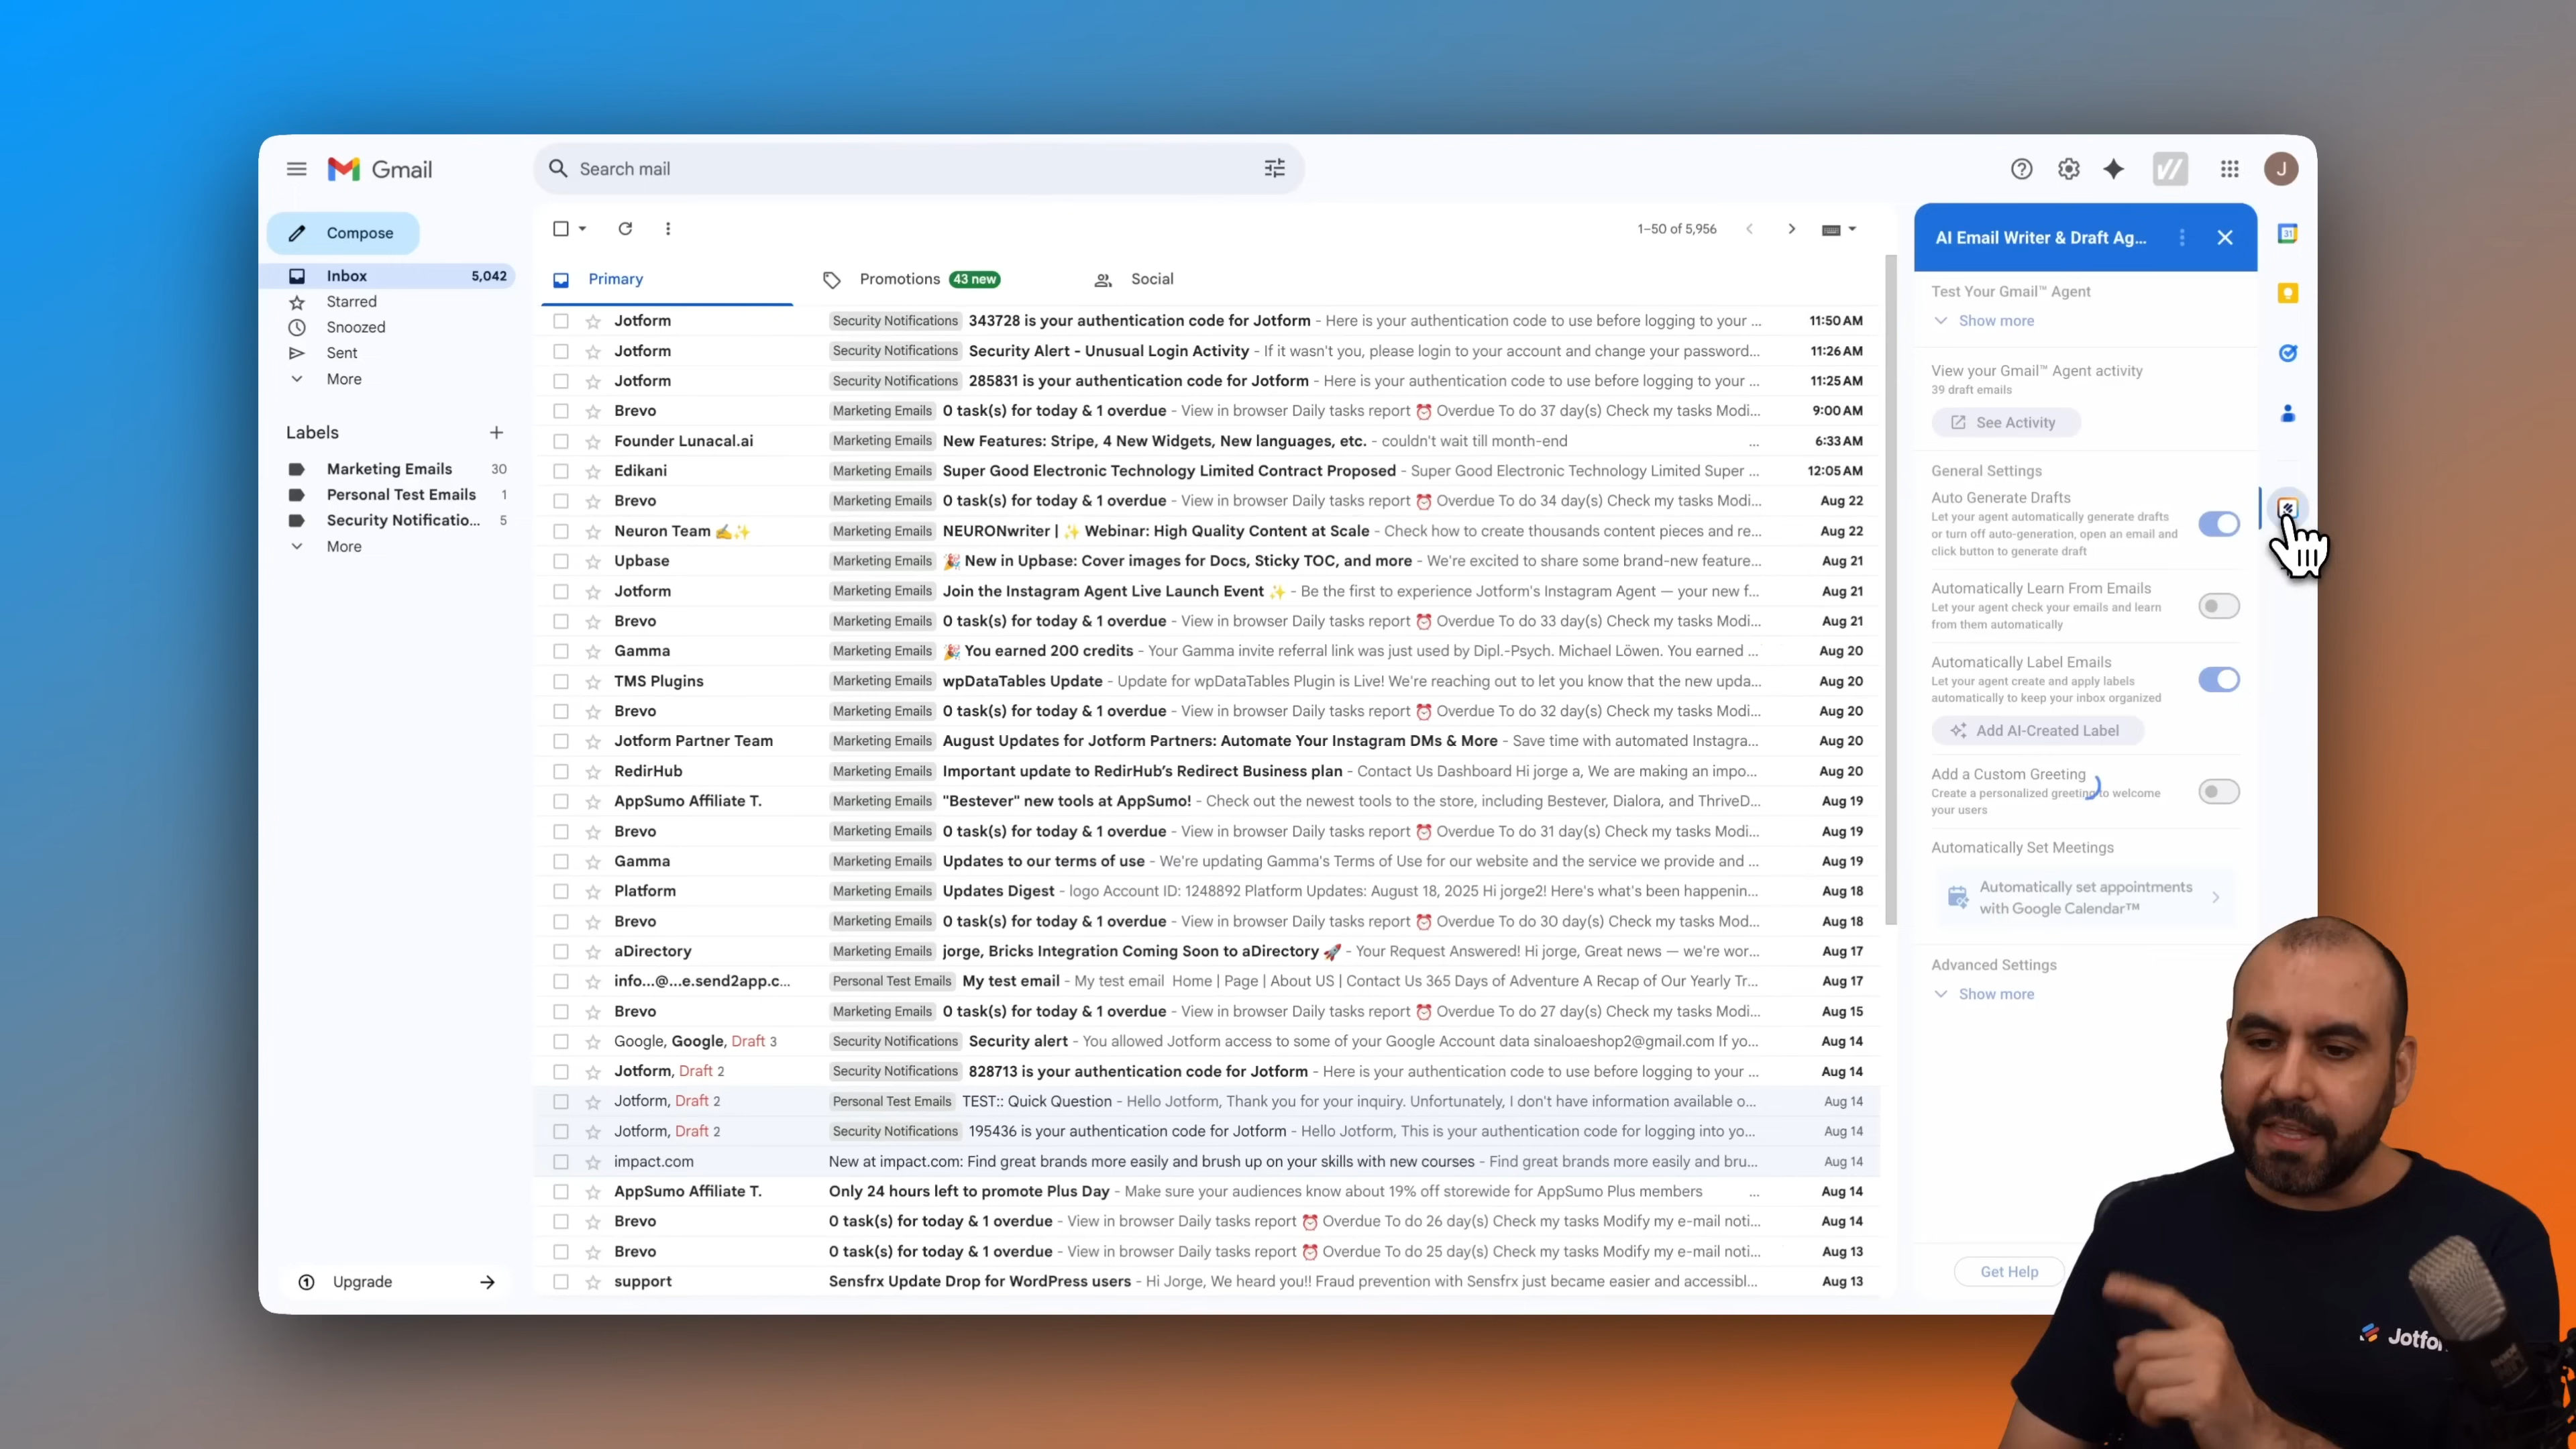 Gmail
Search mail
J
Compose
Inbox 5,042
Starred
Snoozed
Sent
More
Labels
Marketing Emails 30
Personal Test Emails 1
Security Notificatio... 5
More
Upgrade
1–50 of 5,956
Primary
Promotions 43 new
Social
Jotform Security Notifications 343728 is your authentication code for Jotform - Here is your authentication code to use before logging to your ... 11:50 AM
Jotform Security Notifications Security Alert - Unusual Login Activity - If it wasn't you, please login to your account and change your password... 11:26 AM
Jotform Security Notifications 285831 is your authentication code for Jotform - Here is your authentication code to use before logging to your ... 11:25 AM
Brevo Marketing Emails 0 task(s) for today & 1 overdue - View in browser Daily tasks report ⏰ Overdue To do 37 day(s) Check my tasks Modi... 9:00 AM
Founder Lunacal.ai Marketing Emails New Features: Stripe, 4 New Widgets, New languages, etc. - couldn't wait till month-end ... 6:33 AM
Edikani Marketing Emails Super Good Electronic Technology Limited Contract Proposed - Super Good Electronic Technology Limited Super ... 12:05 AM
Brevo Marketing Emails 0 task(s) for today & 1 overdue - View in browser Daily tasks report ⏰ Overdue To do 34 day(s) Check my tasks Modi... Aug 22
Neuron Team ✍✨ Marketing Emails NEURONwriter | ✨ Webinar: High Quality Content at Scale - Check how to create thousands content pieces and re... Aug 22
Upbase Marketing Emails 🎉 New in Upbase: Cover images for Docs, Sticky TOC, and more - We're excited to share some brand-new feature... Aug 21
Jotform Marketing Emails Join the Instagram Agent Live Launch Event ✨ - Be the first to experience Jotform's Instagram Agent — your new f... Aug 21
Brevo Marketing Emails 0 task(s) for today & 1 overdue - View in browser Daily tasks report ⏰ Overdue To do 33 day(s) Check my tasks Modi... Aug 21
Gamma Marketing Emails 🎉 You earned 200 credits - Your Gamma invite referral link was just used by Dipl.-Psych. Michael Löwen. You earned ... Aug 20
TMS Plugins Marketing Emails wpDataTables Update - Update for wpDataTables Plugin is Live! We're reaching out to let you know that the new upda... Aug 20
Brevo Marketing Emails 0 task(s) for today & 1 overdue - View in browser Daily tasks report ⏰ Overdue To do 32 day(s) Check my tasks Modi... Aug 20
Jotform Partner Team Marketing Emails August Updates for Jotform Partners: Automate Your Instagram DMs & More - Save time with automated Instagra... Aug 20
RedirHub Marketing Emails Important update to RedirHub's Redirect Business plan - Contact Us Dashboard Hi jorge a, We are making an impo... Aug 20
AppSumo Affiliate T. Marketing Emails "Bestever" new tools at AppSumo! - Check out the newest tools to the store, including Bestever, Dialora, and ThriveD... Aug 19
Brevo Marketing Emails 0 task(s) for today & 1 overdue - View in browser Daily tasks report ⏰ Overdue To do 31 day(s) Check my tasks Modi... Aug 19
Gamma Marketing Emails Updates to our terms of use - We're updating Gamma's Terms of Use for our website and the service we provide and ... Aug 19
Platform Marketing Emails Updates Digest - logo Account ID: 1248892 Platform Updates: August 18, 2025 Hi jorge2! Here's what's been happenin... Aug 18
Brevo Marketing Emails 0 task(s) for today & 1 overdue - View in browser Daily tasks report ⏰ Overdue To do 30 day(s) Check my tasks Mod... Aug 18
aDirectory Marketing Emails jorge, Bricks Integration Coming Soon to aDirectory 🚀 - Your Request Answered! Hi jorge, Great news — we're wor... Aug 17
info...@...e.send2app.c... Personal Test Emails My test email - My test email Home | Page | About US | Contact Us 365 Days of Adventure A Recap of Our Yearly Tr... Aug 17
Brevo Marketing Emails 0 task(s) for today & 1 overdue - View in browser Daily tasks report ⏰ Overdue To do 27 day(s) Check my tasks Modi... Aug 15
Google, Google, Draft 3 Security Notifications Security alert - You allowed Jotform access to some of your Google Account data sinaloaeshop2@gmail.com If yo... Aug 14
Jotform, Draft 2 Security Notifications 828713 is your authentication code for Jotform - Here is your authentication code to use before logging to your ... Aug 14
Jotform, Draft 2 Personal Test Emails TEST:: Quick Question - Hello Jotform, Thank you for your inquiry. Unfortunately, I don't have information available o... Aug 14
Jotform, Draft 2 Security Notifications 195436 is your authentication code for Jotform - Hello Jotform, This is your authentication code for logging into yo... Aug 14
impact.com New at impact.com: Find great brands more easily and brush up on your skills with new courses - Find great brands more easily and bru... Aug 14
AppSumo Affiliate T. Only 24 hours left to promote Plus Day - Make sure your audiences know about 19% off storewide for AppSumo Plus members ... Aug 14
Brevo 0 task(s) for today & 1 overdue - View in browser Daily tasks report ⏰ Overdue To do 26 day(s) Check my tasks Modify my e-mail noti... Aug 14
Brevo 0 task(s) for today & 1 overdue - View in browser Daily tasks report ⏰ Overdue To do 25 day(s) Check my tasks Modify my e-mail noti... Aug 13
support Sensfrx Update Drop for WordPress users - Hi Jorge, We heard you!! Fraud prevention with Sensfrx just became easier and accessibl... Aug 13
AI Email Writer & Draft Ag...
Test Your Gmail™ Agent
Show more
View your Gmail™ Agent activity
39 draft emails
See Activity
General Settings
Auto Generate Drafts
Let your agent automatically generate drafts
or turn off auto-generation, open an email and
click button to generate draft
Automatically Learn From Emails
Let your agent check your emails and learn
from them automatically
Automatically Label Emails
Let your agent create and apply labels
automatically to keep your inbox organized
Add AI-Created Label
Add a Custom Greeting
Create a personalized greeting to welcome
your users
Automatically Set Meetings
Automatically set appointments
with Google Calendar™
Advanced Settings
Show more
Get Help
31
Jotfo